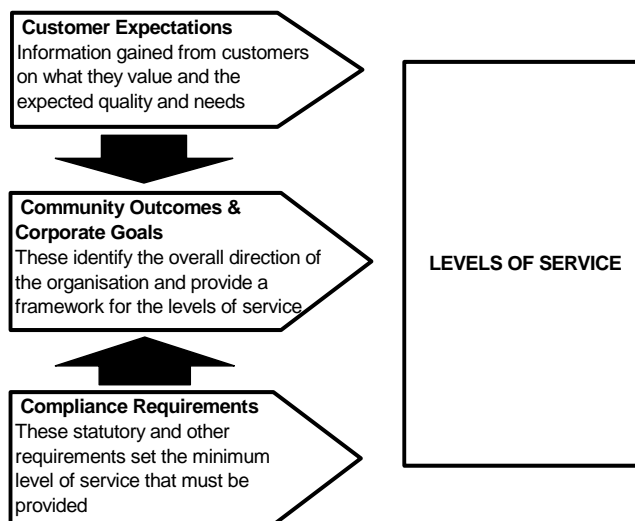 Customer Expectations
Information gained from customers
on what they value and the
expected quality and needs
Community Outcomes &
Corporate Goals
These identify the overall direction of
the organisation and provide a
framework for the levels of service
LEVELS OF SERVICE
Compliance Requirements
These statutory and other
requirements set the minimum
level of service that must be
provided